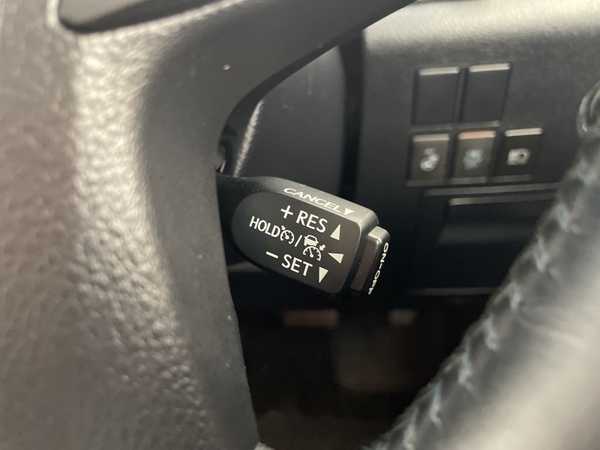 CANCEL
+ RES
HOLD /
- SET
ON-OFF